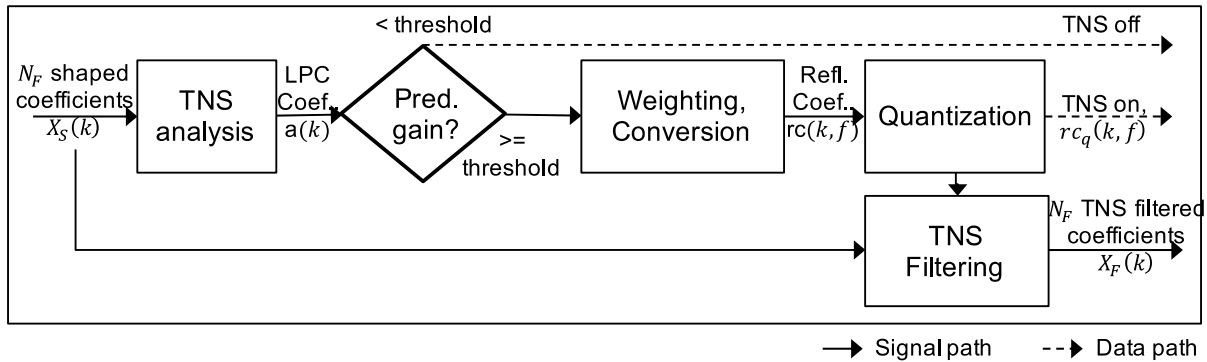 < threshold
TNS off
N_F shaped
coefficients
X_S(k)
TNS
analysis
LPC
Coef.
a(k)
Pred.
gain?
>=
threshold
Weighting,
Conversion
Refl.
Coef..
rc(k, f)
Quantization
TNS on,
rc_q(k, f)
TNS
Filtering
N_F TNS filtered
coefficients
X_F(k)
Signal path
Data path